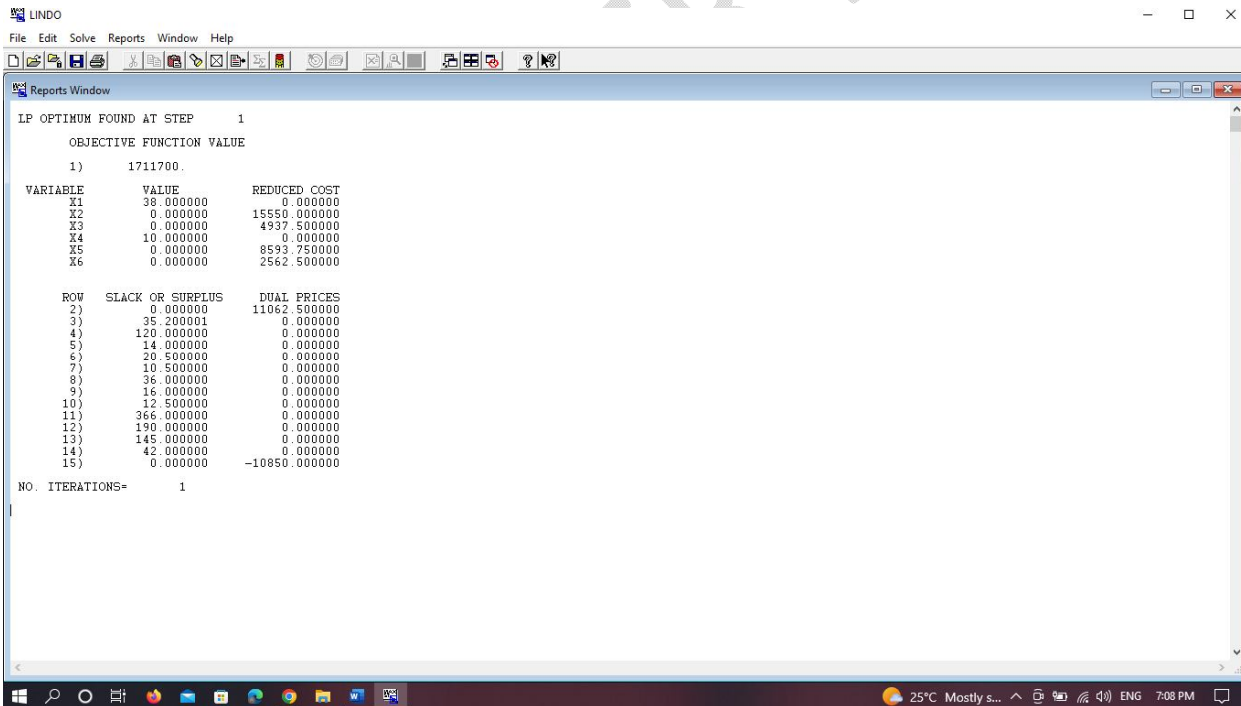 LINDO
File Edit Solve Reports Window Help
Reports Window
LP OPTIMUM FOUND AT STEP 1
OBJECTIVE FUNCTION VALUE
1) 1711700.
VARIABLE VALUE REDUCED COST
X1 38.000000 0.000000
X2 0.000000 15550.000000
X3 0.000000 4937.500000
X4 10.000000 0.000000
X5 0.000000 8593.750000
X6 0.000000 2562.500000
ROW SLACK OR SURPLUS DUAL PRICES
2) 0.000000 11062.500000
3) 35.200001 0.000000
4) 120.000000 0.000000
5) 14.000000 0.000000
6) 20.500000 0.000000
7) 10.500000 0.000000
8) 36.000000 0.000000
9) 16.000000 0.000000
10) 12.500000 0.000000
11) 366.000000 0.000000
12) 190.000000 0.000000
13) 145.000000 0.000000
14) 42.000000 0.000000
15) 0.000000 -10850.000000
NO. ITERATIONS= 1
25°C Mostly s... ENG 7:08 PM